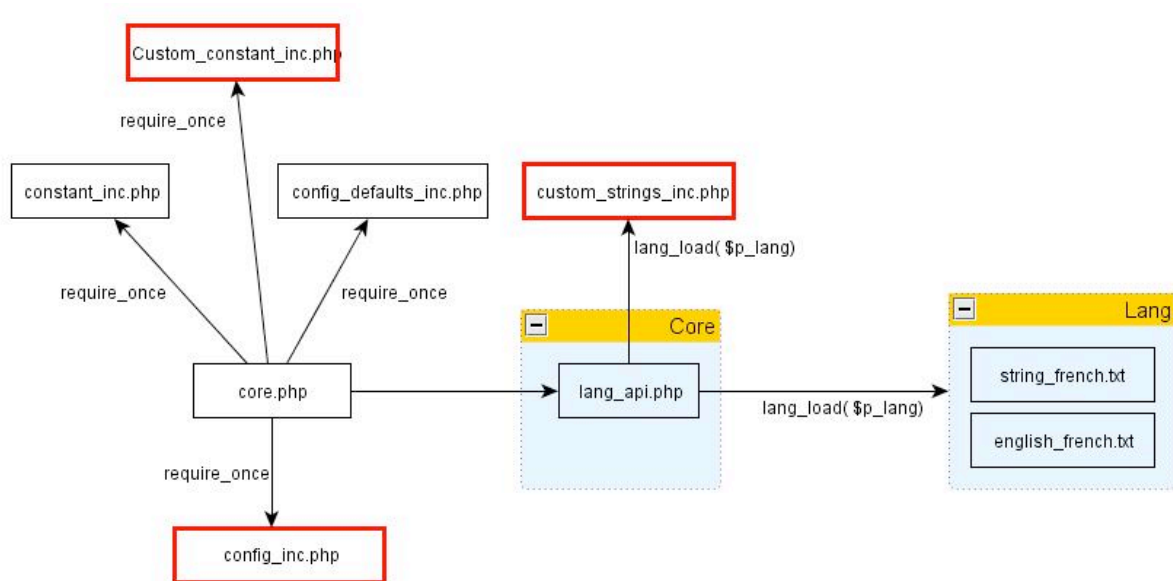 Custom_constant_inc.php
require_once
constant_inc.php
config_defaults_inc.php
custom_strings_inc.php
lang_load( $p_lang)
require_once
require_once
Core
Lang
core.php
lang_api.php
string_french.txt
lang_load( $p_lang)
english_french.txt
require_once
config_inc.php